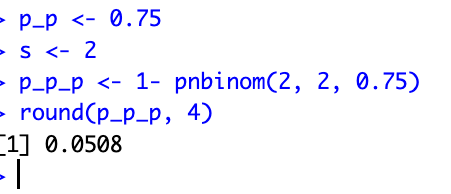 > p_p <- 0.75
> s <- 2
> p_p_p <- 1- pnbinom(2, 2, 0.75)
> round(p_p_p, 4)
[1] 0.0508
>